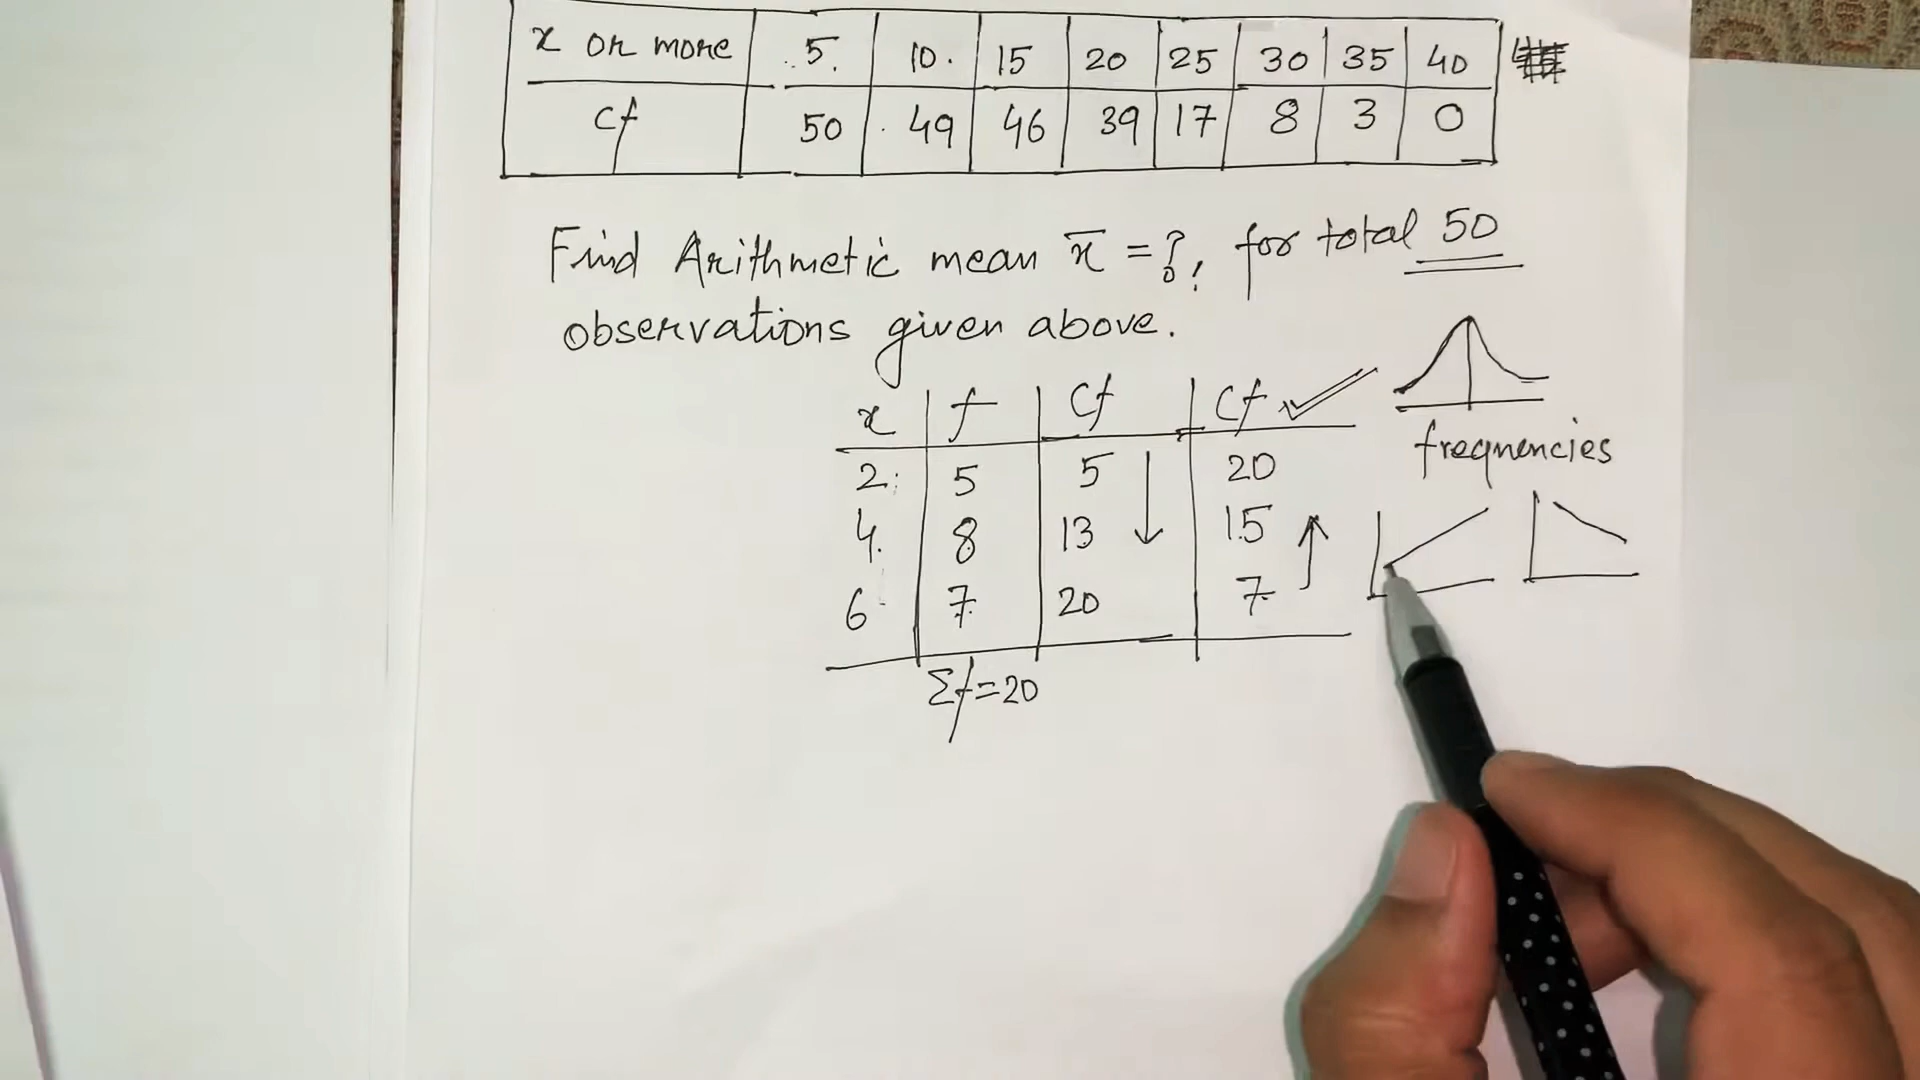 x or more 5. 10. 15 20 25 30 35 40
cf 50 49 46 39 17 8 3 0
Find Arithmetic mean x̄ = ?, for total 50
observations given above.
x f Cf Cf ✓
2 5 5 20
4 8 13 15
6 7 20 7
Σf=20
frequencies